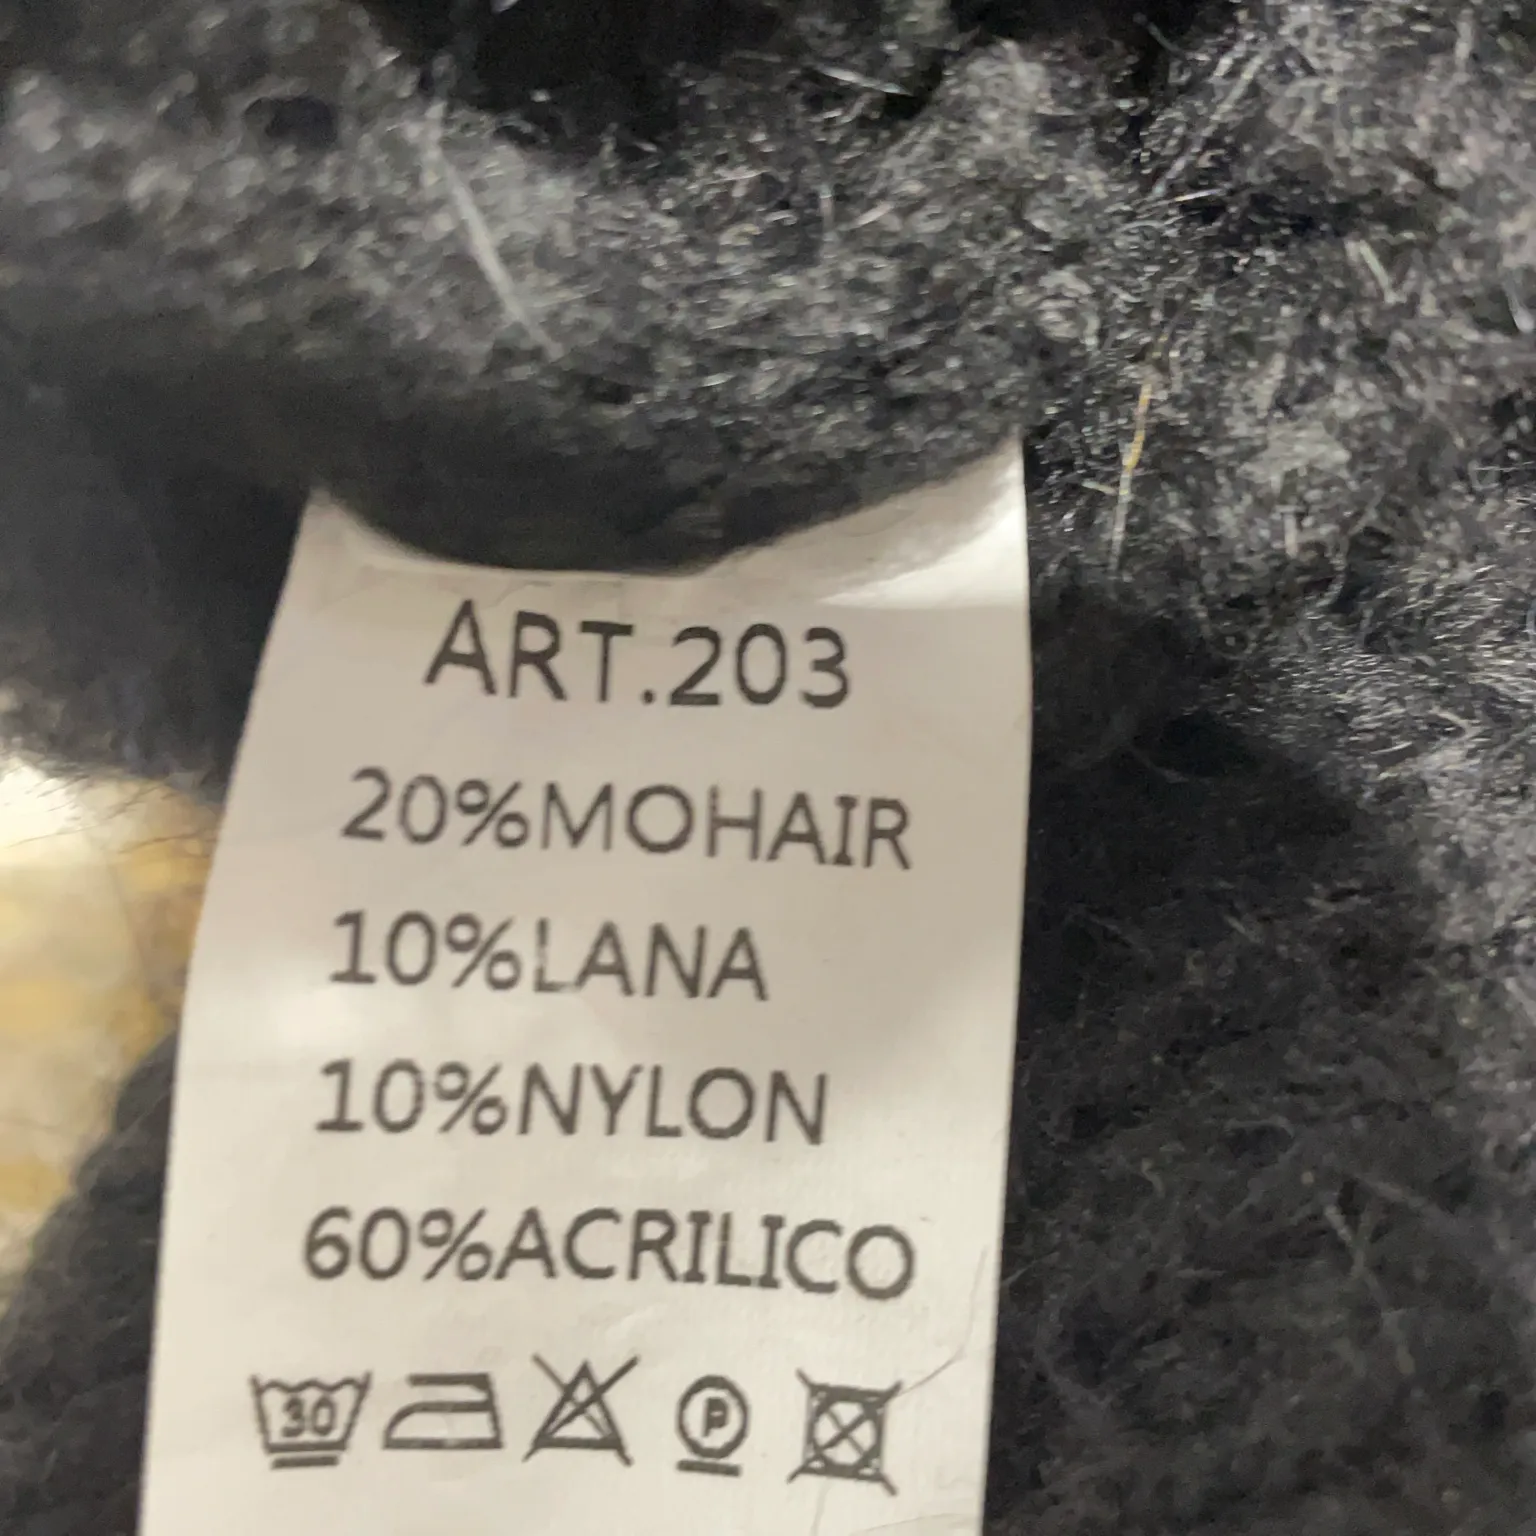 ART.203
20%MOHAIR
10%LANA
10%NYLON
60%ACRILICO
30 P